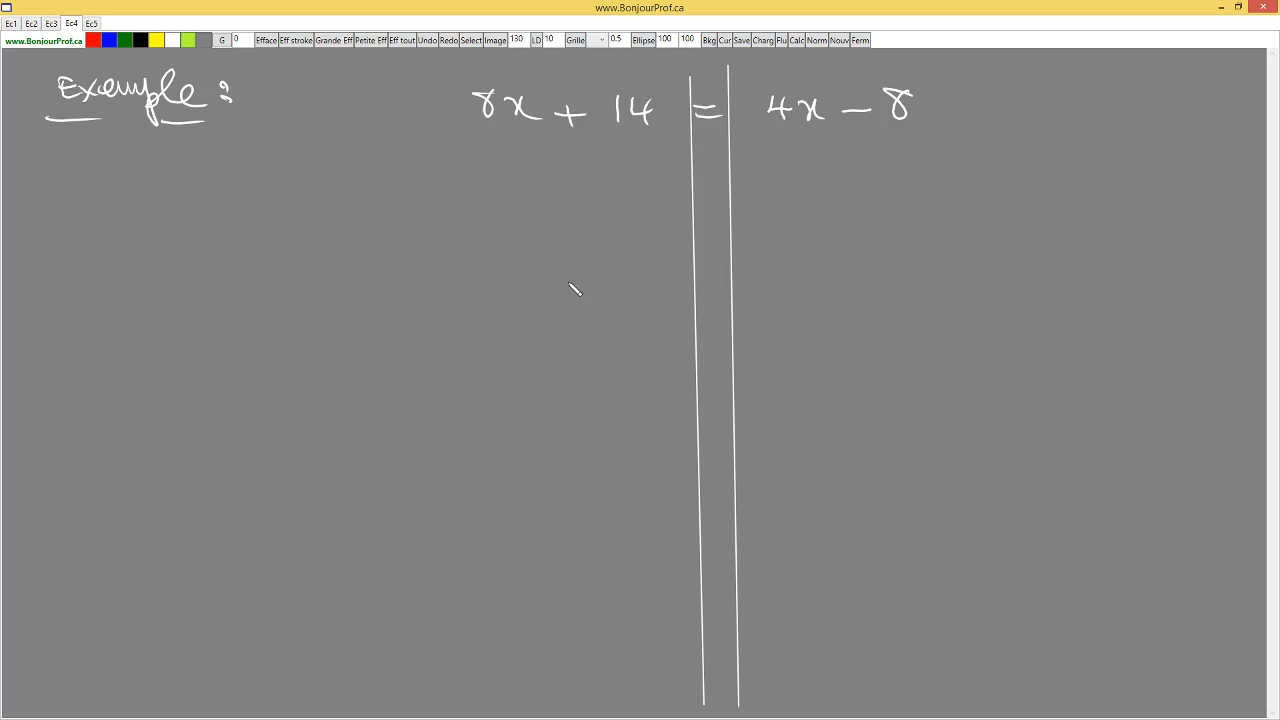 www.BonjourProf.ca
Ec1 Ec2 Ec3 Ec4 Ec5
www.BonjourProf.ca G 0 Efface Eff stroke Grande Eff Petite Eff Eff tout Undo Redo Select Image 130 LD 10 Grille 0.5 Ellipse 100 100 Bkg Cur Save Charg Flu Calc Norm Nouv Ferm
Example : 8x + 14 = 4x - 8